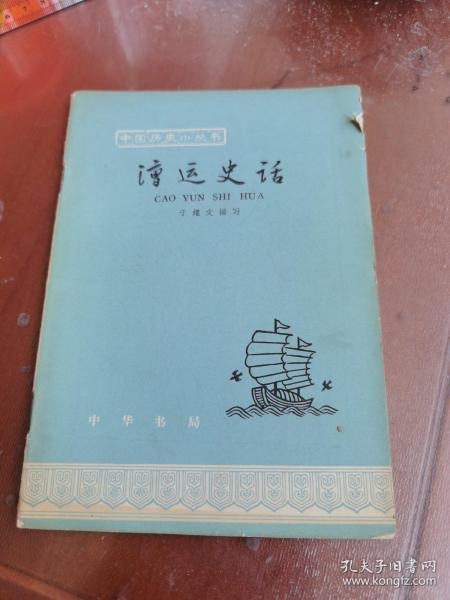 中国历史小丛书
漕运史话
CAO YUN SHI HUA
于耀文编写
中华书局
孔夫子旧书网
www.kongfz.com